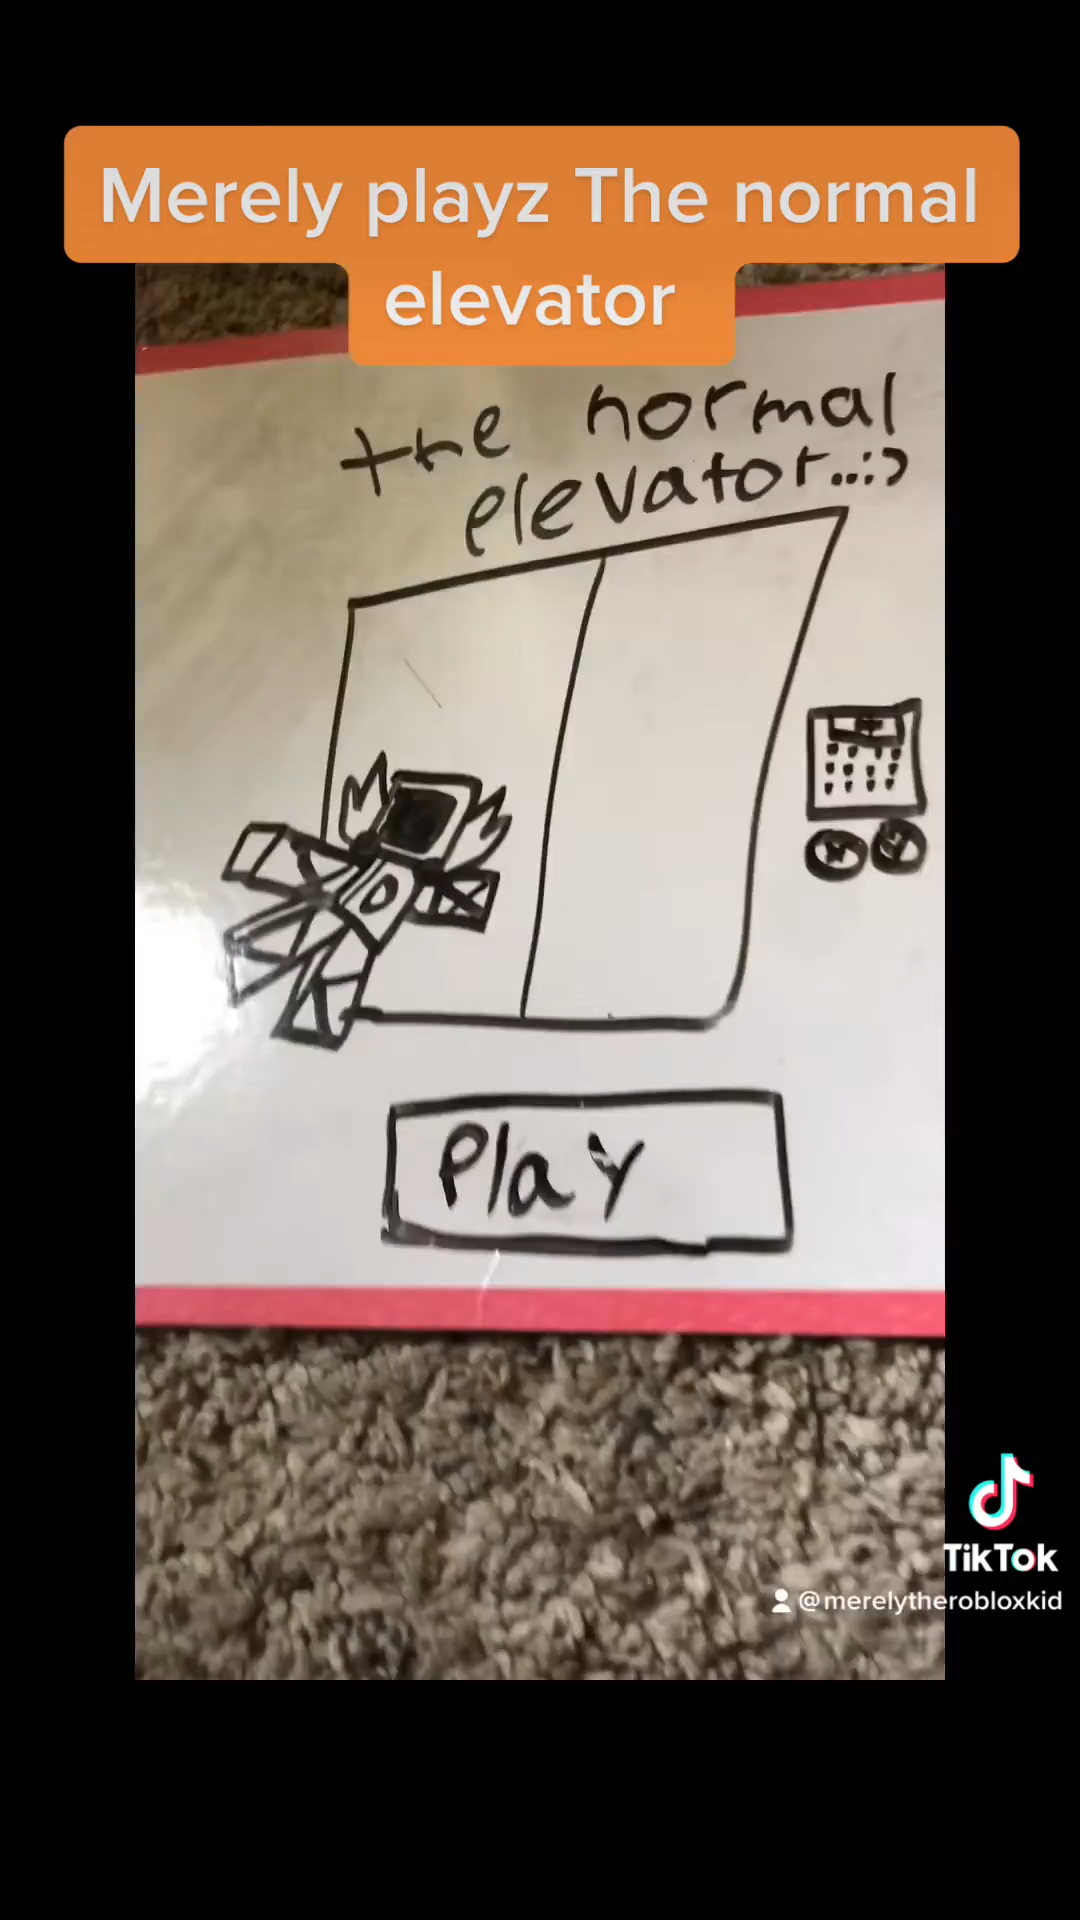 Merely playz The normal
elevator
the normal
elevator..:)
Play
TikTok
@merelytherobloxkid